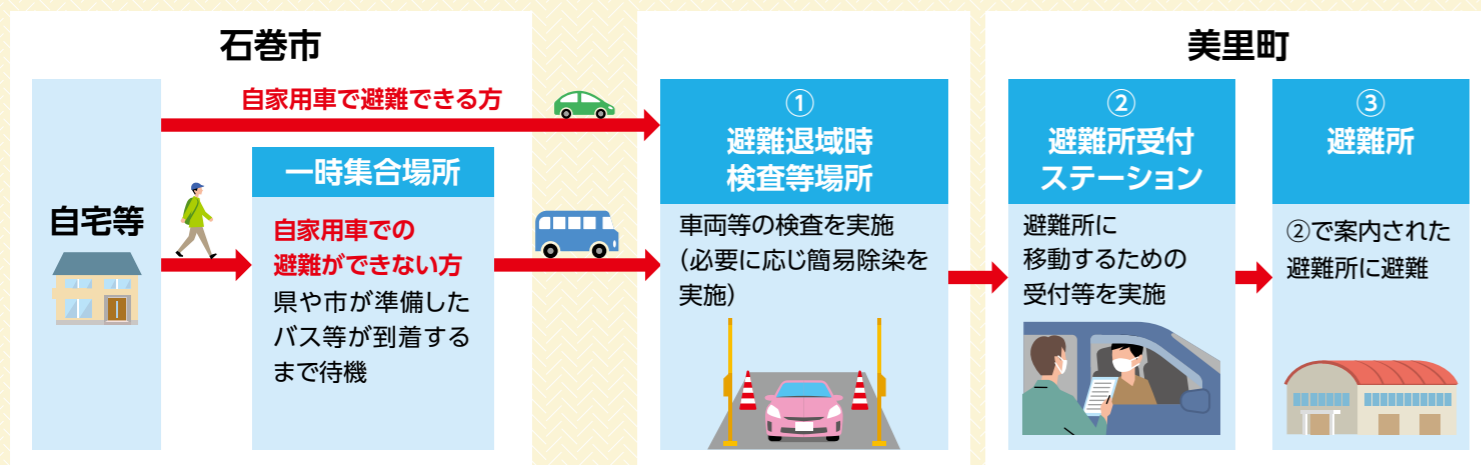 石巻市
自宅等
自家用車で避難できる方
一時集合場所
自家用車での
避難ができない方
県や市が準備した
バス等が到着する
まで待機
①
避難退域時
検査等場所
車両等の検査を実施
（必要に応じ簡易除染を
実施）
美里町
②
避難所受付
ステーション
避難所に
移動するための
受付等を実施
③
避難所
②で案内された
避難所に避難